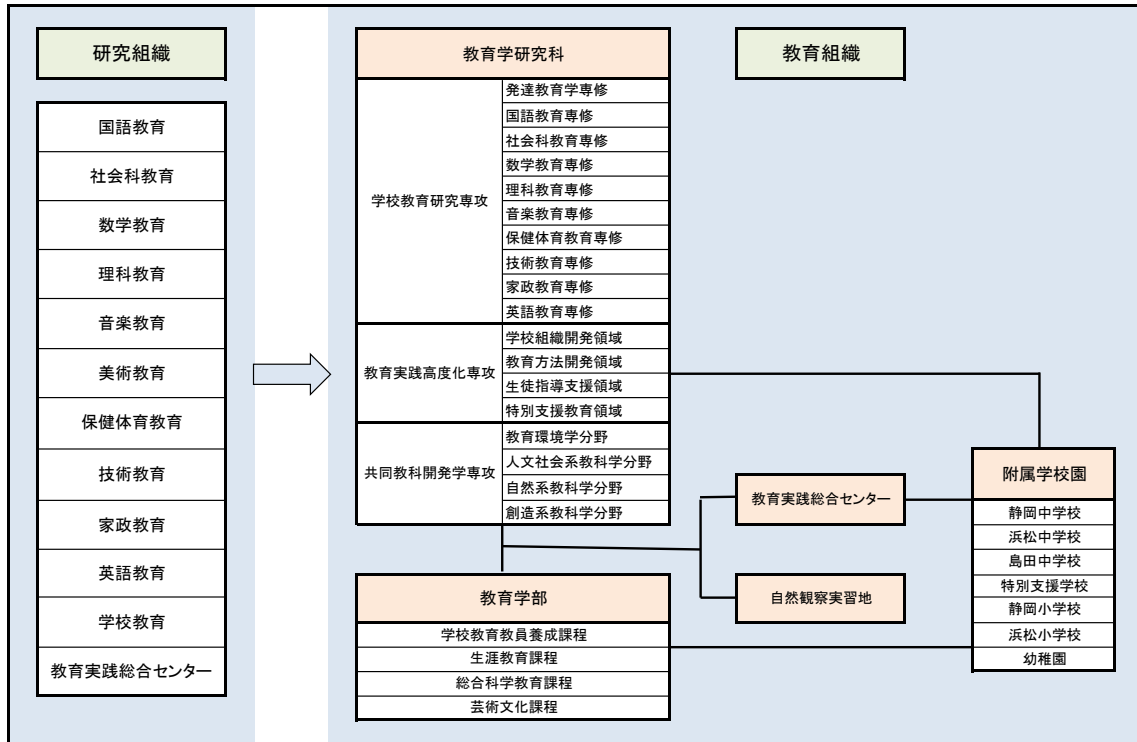 研究組織
国語教育
社会科教育
数学教育
理科教育
音楽教育
美術教育
保健体育教育
技術教育
家政教育
英語教育
学校教育
教育実践総合センター
教育学研究科
学校教育研究専攻
発達教育学専修
国語教育専修
社会科教育専修
数学教育専修
理科教育専修
音楽教育専修
保健体育教育専修
技術教育専修
家政教育専修
英語教育専修
教育実践高度化専攻
学校組織開発領域
教育方法開発領域
生徒指導支援領域
特別支援教育領域
共同教科開発学専攻
教育環境学分野
人文社会系教科学分野
自然系教科学分野
創造系教科学分野
教育学部
学校教育教員養成課程
生涯教育課程
総合科学教育課程
芸術文化課程
教育組織
教育実践総合センター
自然観察実習地
附属学校園
静岡中学校
浜松中学校
島田中学校
特別支援学校
静岡小学校
浜松小学校
幼稚園